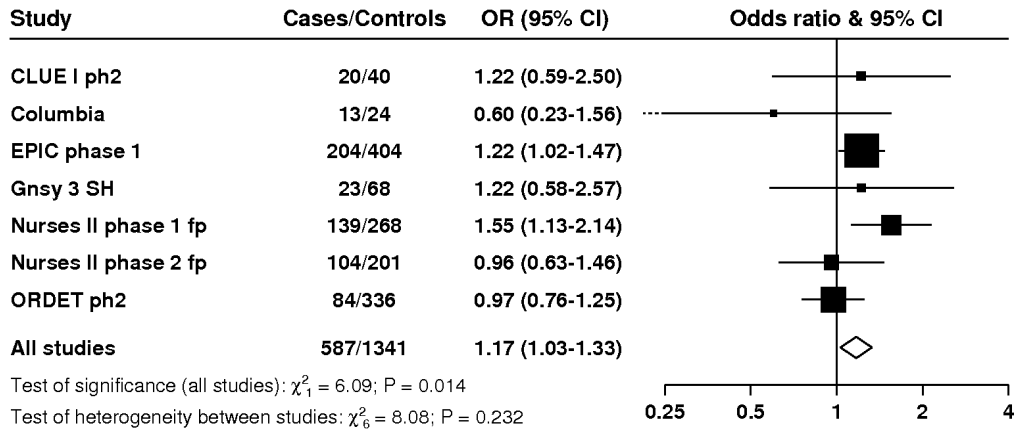 Study Cases/Controls OR (95% CI) Odds ratio & 95% CI
CLUE I ph2 20/40 1.22 (0.59-2.50)
Columbia 13/24 0.60 (0.23-1.56)
EPIC phase 1 204/404 1.22 (1.02-1.47)
Gnsy 3 SH 23/68 1.22 (0.58-2.57)
Nurses II phase 1 fp 139/268 1.55 (1.13-2.14)
Nurses II phase 2 fp 104/201 0.96 (0.63-1.46)
ORDET ph2 84/336 0.97 (0.76-1.25)
All studies 587/1341 1.17 (1.03-1.33)
Test of significance (all studies): χ²₁ = 6.09; P = 0.014
Test of heterogeneity between studies: χ²₆ = 8.08; P = 0.232
0.25 0.5 1 2 4